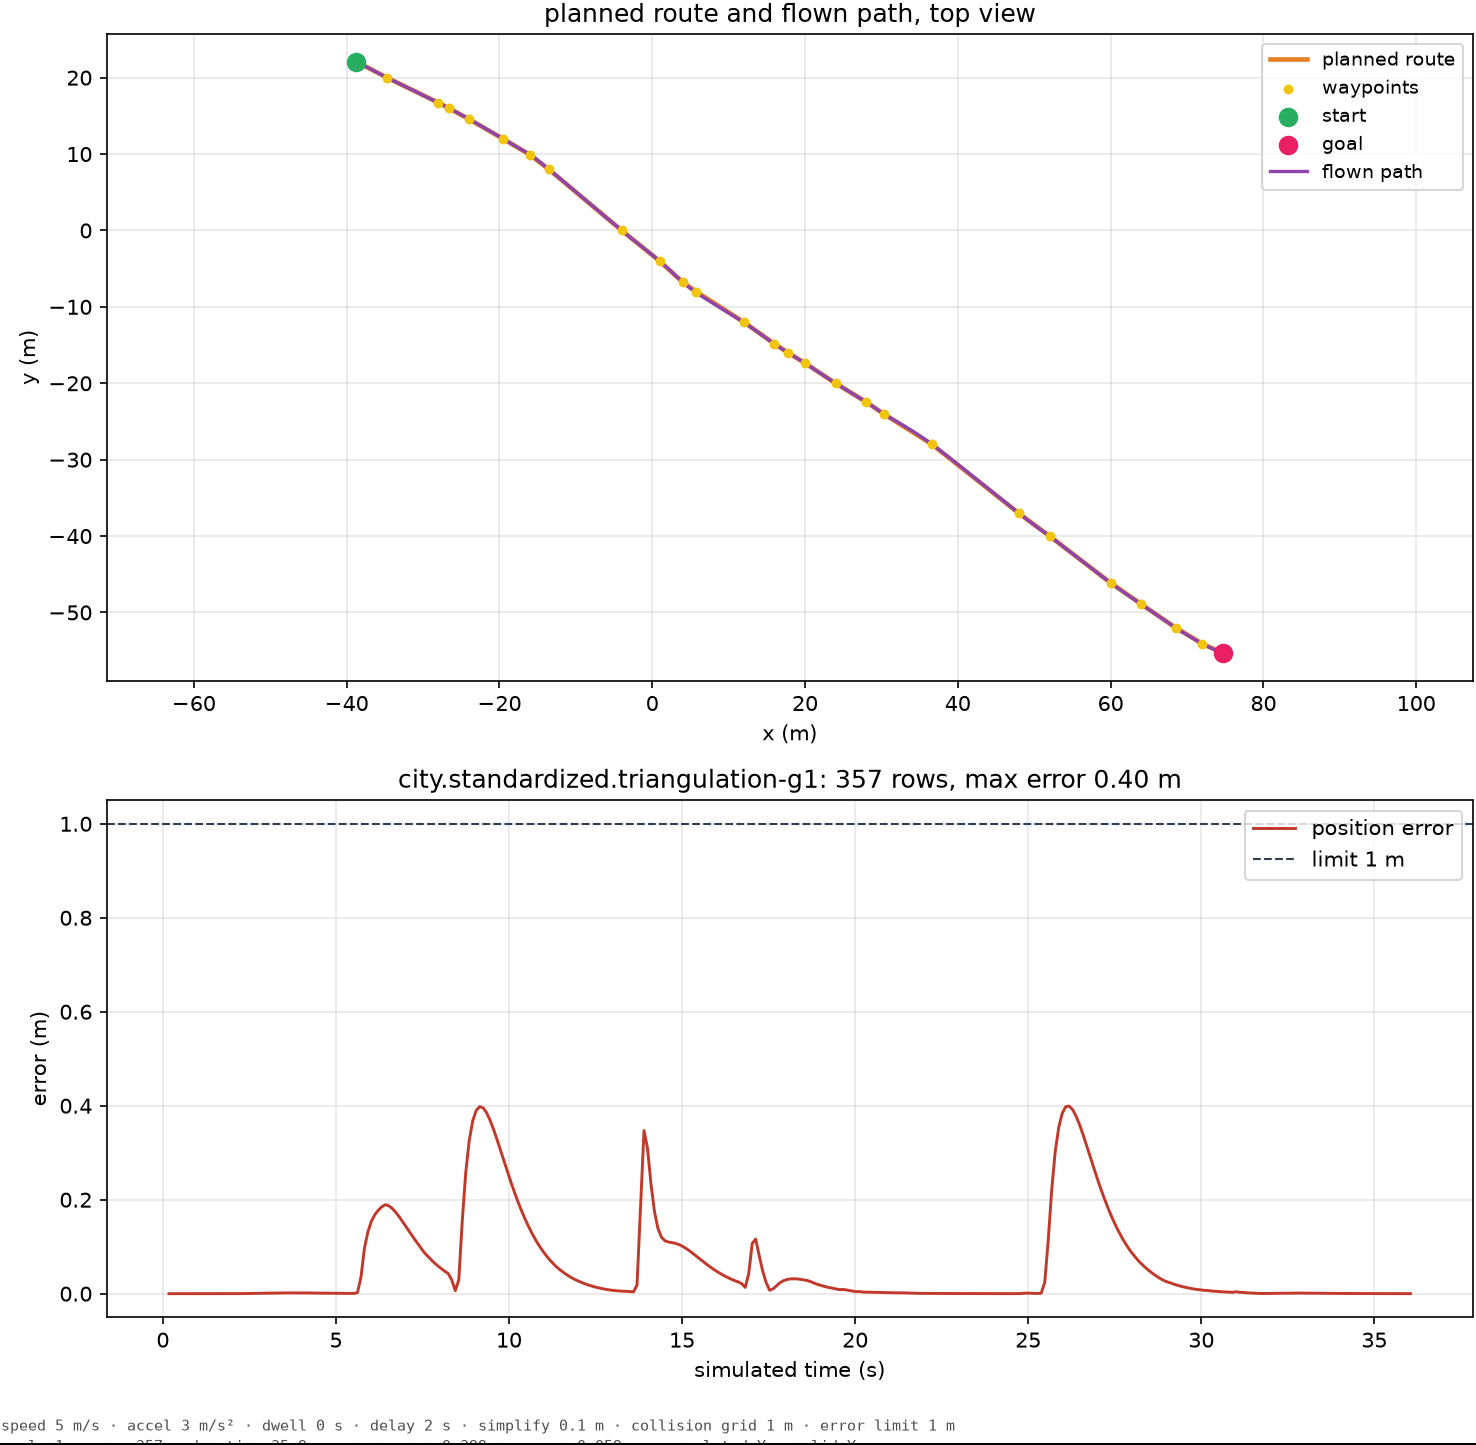 planned route and flown path, top view
planned route
waypoints
start
goal
flown path
20
10
0
−10
−20
−30
−40
−50
y (m)
−60 −40 −20 0 20 40 60 80 100
x (m)
city.standardized.triangulation-g1: 357 rows, max error 0.40 m
position error
limit 1 m
1.0
0.8
0.6
0.4
0.2
0.0
error (m)
0 5 10 15 20 25 30 35
simulated time (s)
speed 5 m/s · accel 3 m/s² · dwell 0 s · delay 2 s · simplify 0.1 m · collision grid 1 m · error limit 1 m